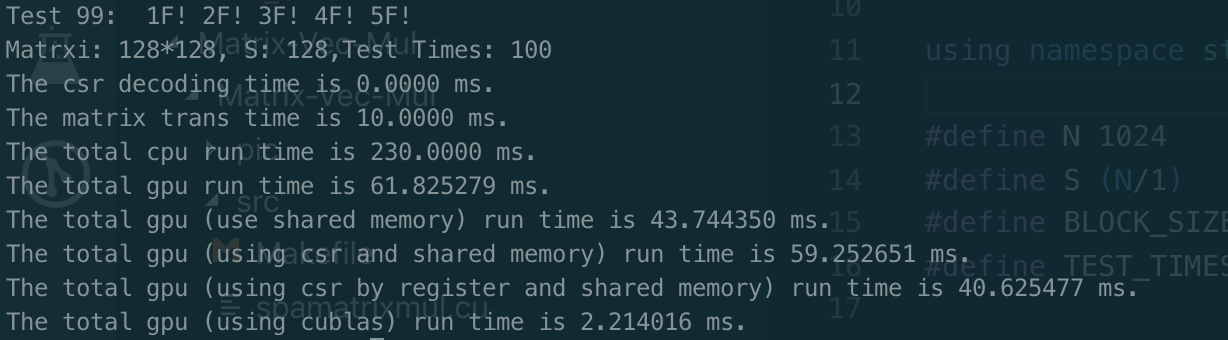 Test 99:  1F! 2F! 3F! 4F! 5F!
Matrxi: 128*128, S: 128,Test Times: 100
The csr decoding time is 0.0000 ms.
The matrix trans time is 10.0000 ms.
The total cpu run time is 230.0000 ms.
The total gpu run time is 61.825279 ms.
The total gpu (use shared memory) run time is 43.744350 ms.
The total gpu (using csr and shared memory) run time is 59.252651 ms.
The total gpu (using csr by register and shared memory) run time is 40.625477 ms.
The total gpu (using cublas) run time is 2.214016 ms.
Matrix-Vec-Mul
Matrix-Vec-Mul
pic
src
Makefile
spamatrixmul.cu
10
11 using namespace st
12
13 #define N 1024
14 #define S (N/1)
15 #define BLOCK_SIZE
16 #define TEST_TIMES
17